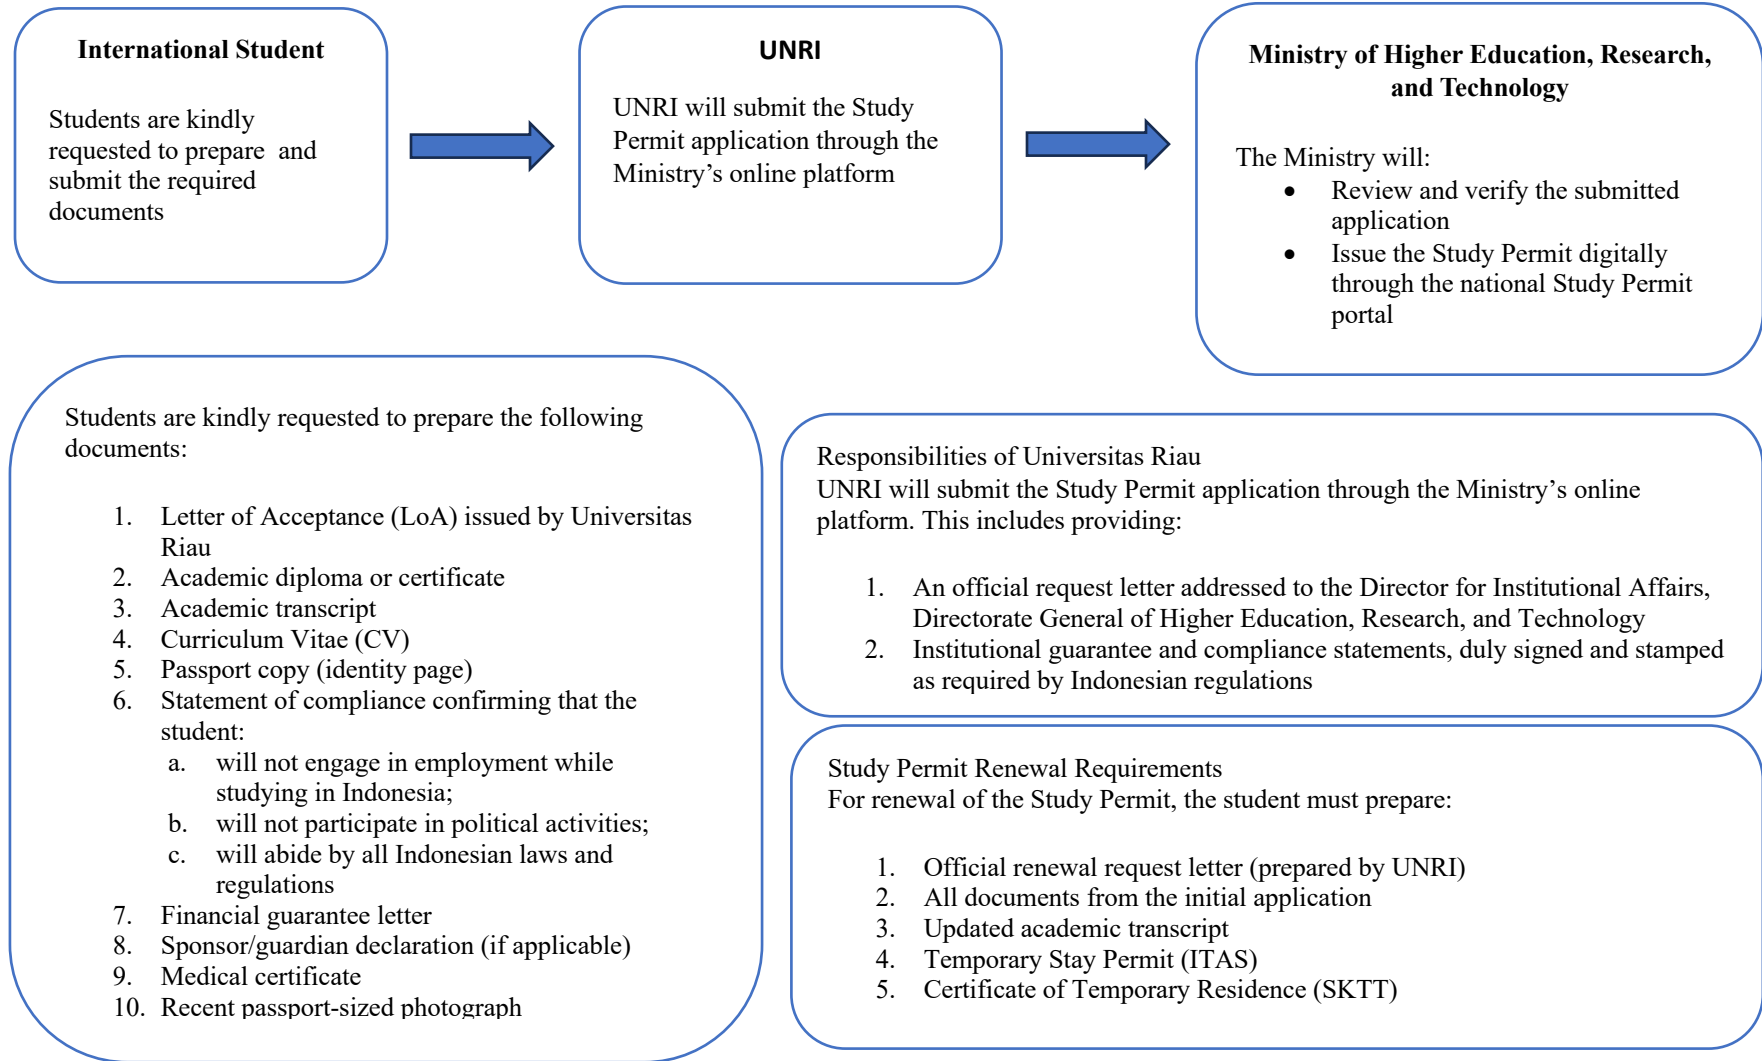 International Student
Students are kindly
requested to prepare and
submit the required
documents
UNRI
UNRI will submit the Study
Permit application through the
Ministry's online platform
Ministry of Higher Education, Research,
and Technology
The Ministry will:
• Review and verify the submitted
application
• Issue the Study Permit digitally
through the national Study Permit
portal
Students are kindly requested to prepare the following
documents:
1. Letter of Acceptance (LoA) issued by Universitas
Riau
2. Academic diploma or certificate
3. Academic transcript
4. Curriculum Vitae (CV)
5. Passport copy (identity page)
6. Statement of compliance confirming that the
student:
a. will not engage in employment while
studying in Indonesia;
b. will not participate in political activities;
c. will abide by all Indonesian laws and
regulations
7. Financial guarantee letter
8. Sponsor/guardian declaration (if applicable)
9. Medical certificate
10. Recent passport-sized photograph
Responsibilities of Universitas Riau
UNRI will submit the Study Permit application through the Ministry's online
platform. This includes providing:
1. An official request letter addressed to the Director for Institutional Affairs,
Directorate General of Higher Education, Research, and Technology
2. Institutional guarantee and compliance statements, duly signed and stamped
as required by Indonesian regulations
Study Permit Renewal Requirements
For renewal of the Study Permit, the student must prepare:
1. Official renewal request letter (prepared by UNRI)
2. All documents from the initial application
3. Updated academic transcript
4. Temporary Stay Permit (ITAS)
5. Certificate of Temporary Residence (SKTT)